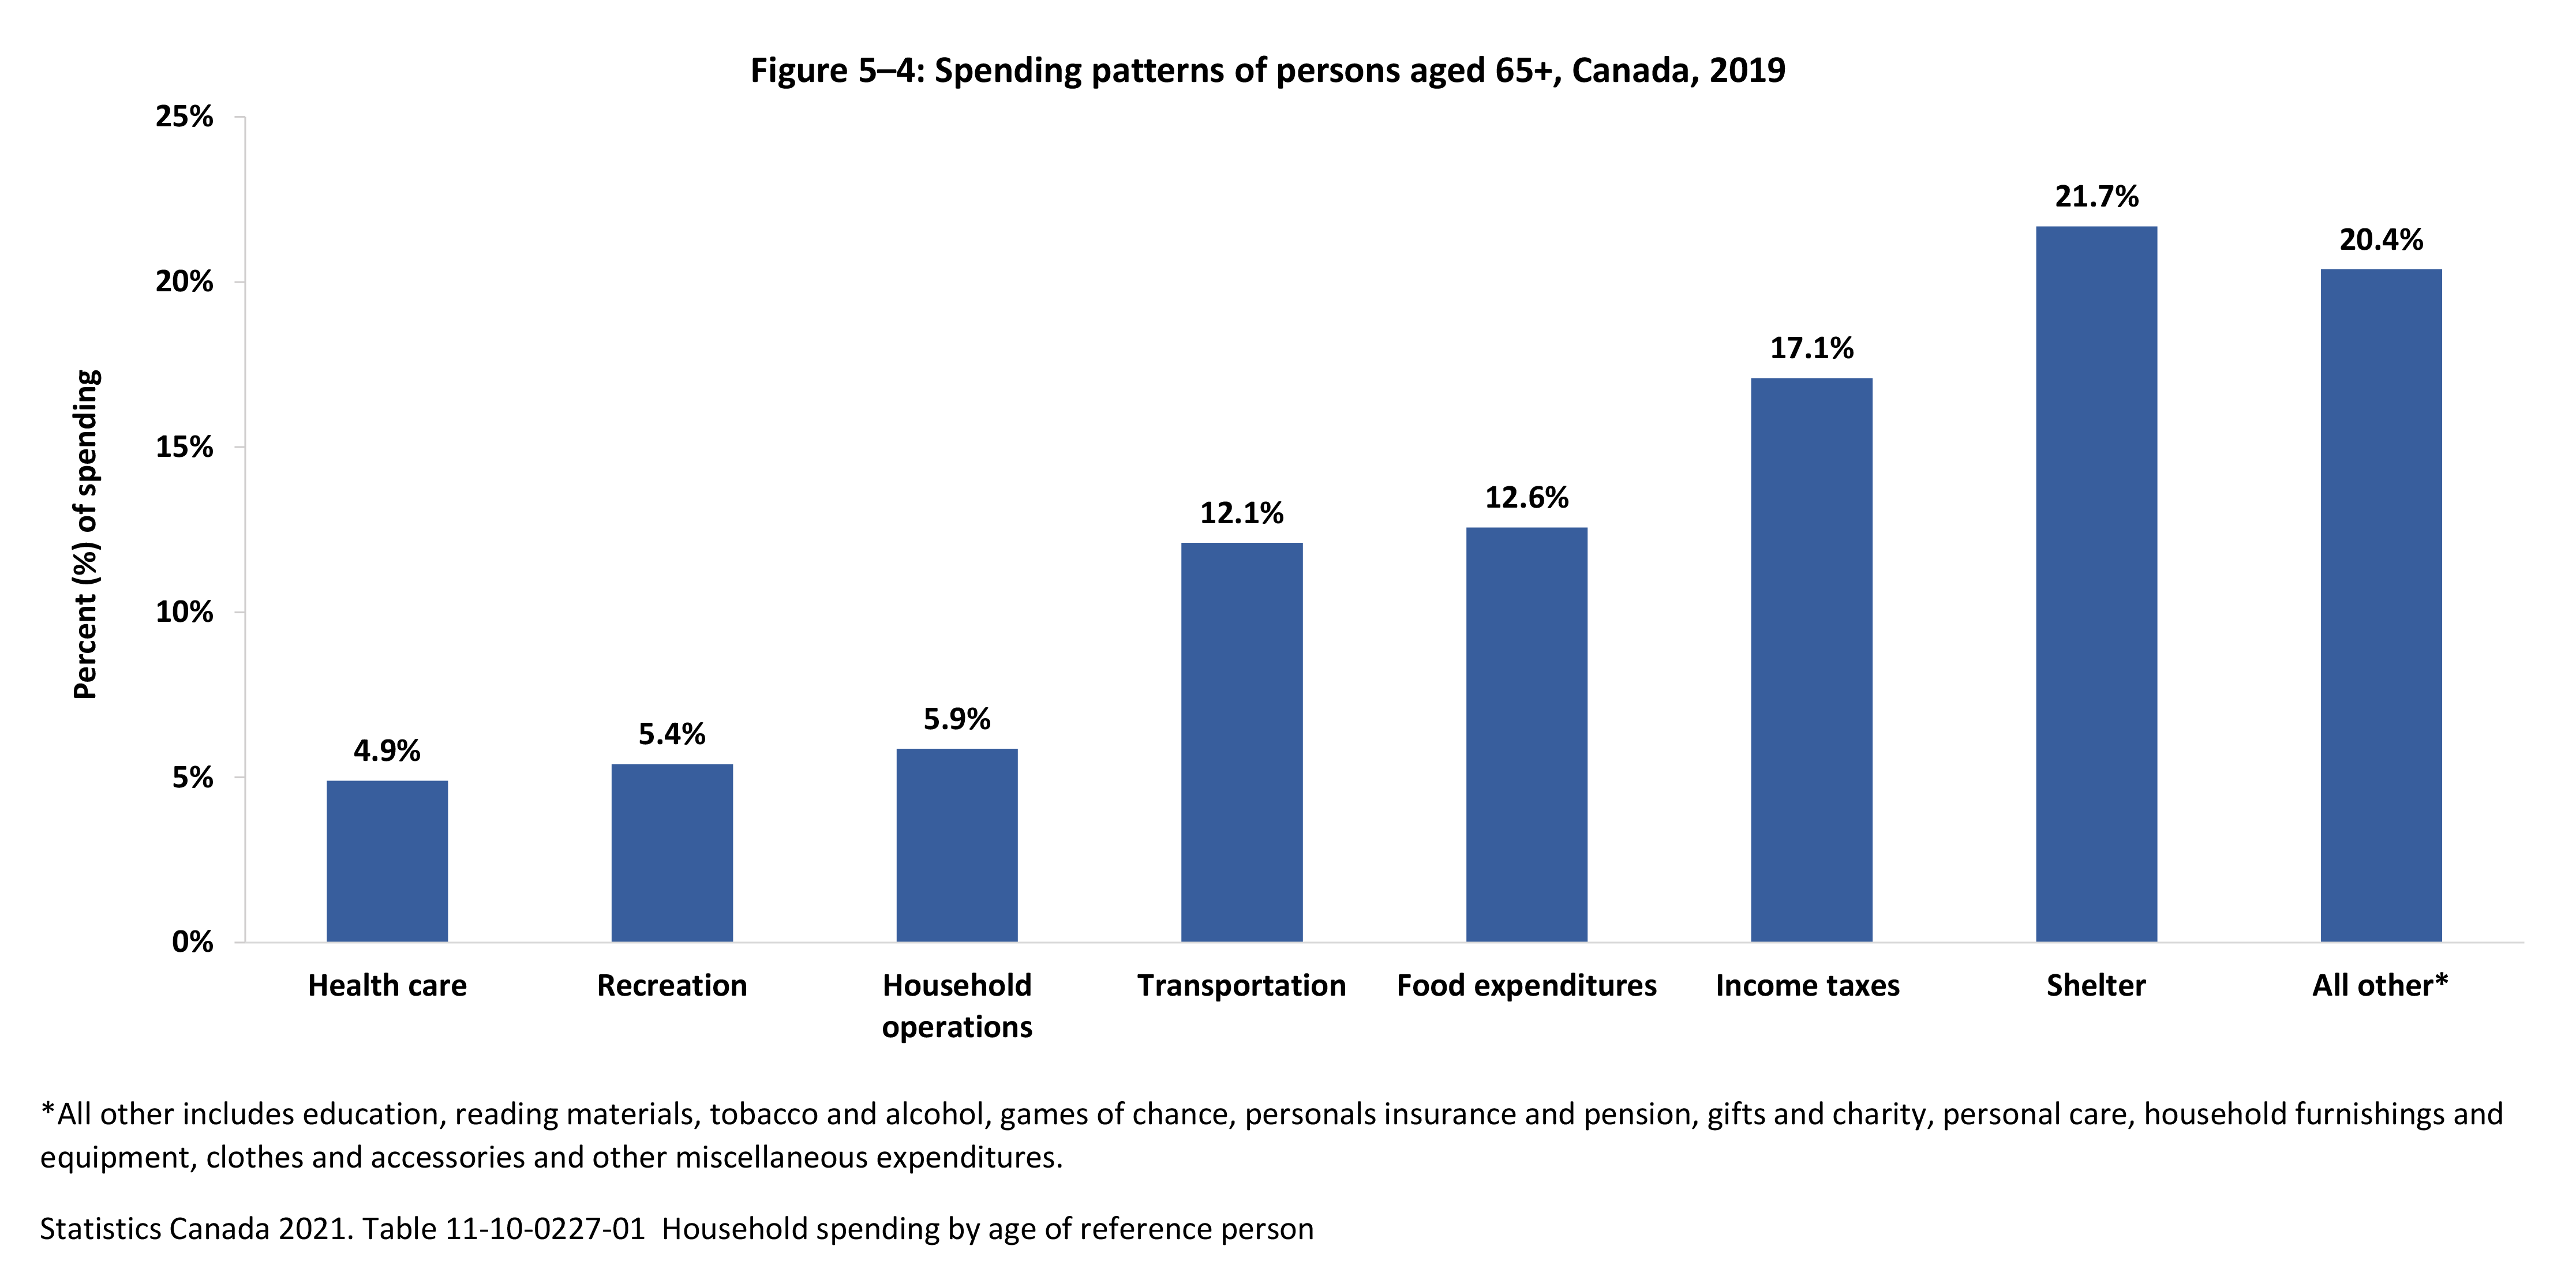 Figure 5–4: Spending patterns of persons aged 65+, Canada, 2019
Percent (%) of spending
25%
20%
15%
10%
5%
0%
4.9%
5.4%
5.9%
12.1%
12.6%
17.1%
21.7%
20.4%
Health care
Recreation
Household
operations
Transportation
Food expenditures
Income taxes
Shelter
All other*
*All other includes education, reading materials, tobacco and alcohol, games of chance, personals insurance and pension, gifts and charity, personal care, household furnishings and
equipment, clothes and accessories and other miscellaneous expenditures.
Statistics Canada 2021. Table 11-10-0227-01  Household spending by age of reference person